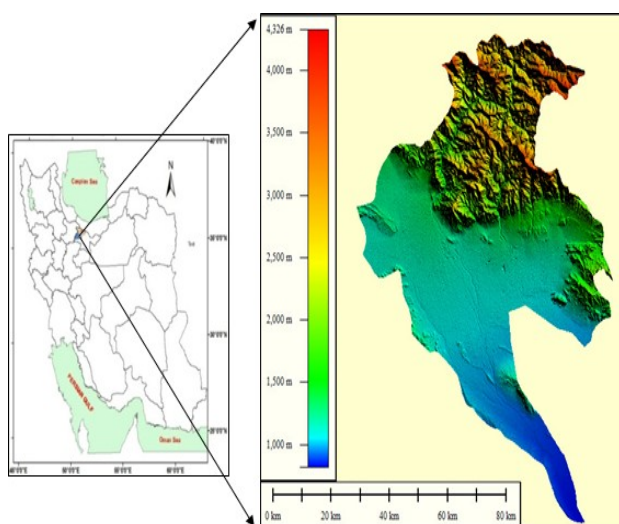 Caspian Sea
N
PERSIAN GULF
Oman Sea
4,326 m
4,000 m
3,500 m
3,000 m
2,500 m
2,000 m
1,500 m
1,000 m
0 km
20 km
40 km
60 km
80 km